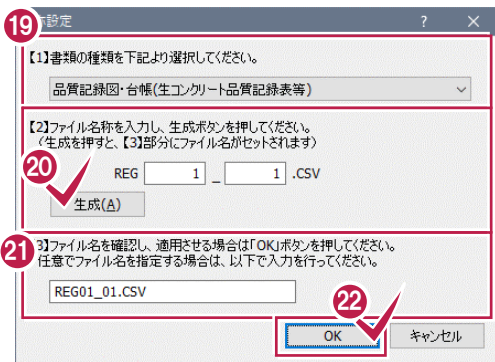 19
称設定 ? ×
【1】書類の種類を下記より選択してください。
品質記録図・台帳(生コンクリート品質記録表等)
【2】ファイル名称を入力し、生成ボタンを押してください。
(生成を押すと、【3】部分にファイル名がセットされます)
20
REG 1 _ 1 .CSV
生成(A)
21
3】ファイル名を確認し、適用させる場合は「OK」ボタンを押してください。
任意でファイル名を指定する場合は、以下で入力を行ってください。
REG01_01.CSV
22
OK キャンセル